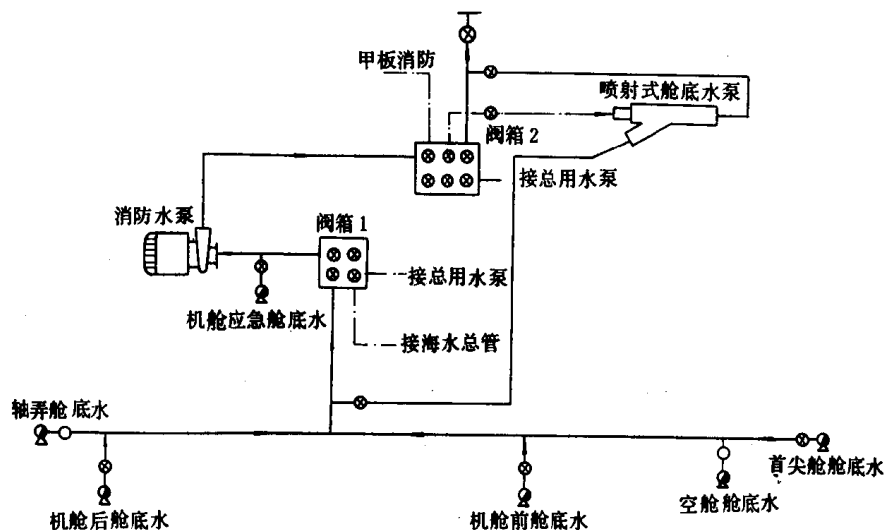 甲板消防
喷射式舱底水泵
阀箱 2
接总用水泵
消防水泵
阀箱 1
接总用水泵
机舱应急舱底水
接海水总管
轴弄舱底水
首尖舱舱底水
机舱后舱底水
机舱前舱底水
空舱舱底水